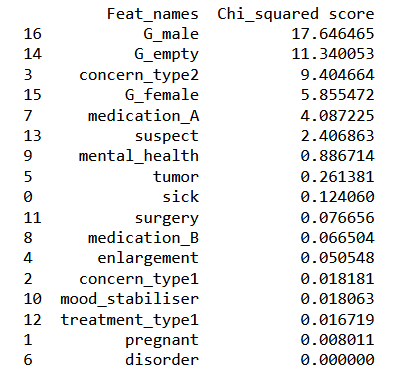 Feat_names Chi_squared score
16 G_male 17.646465
14 G_empty 11.340053
3 concern_type2 9.404664
15 G_female 5.855472
7 medication_A 4.087225
13 suspect 2.406863
9 mental_health 0.886714
5 tumor 0.261381
0 sick 0.124060
11 surgery 0.076656
8 medication_B 0.066504
4 enlargement 0.050548
2 concern_type1 0.018181
10 mood_stabiliser 0.018063
12 treatment_type1 0.016719
1 pregnant 0.008011
6 disorder 0.000000